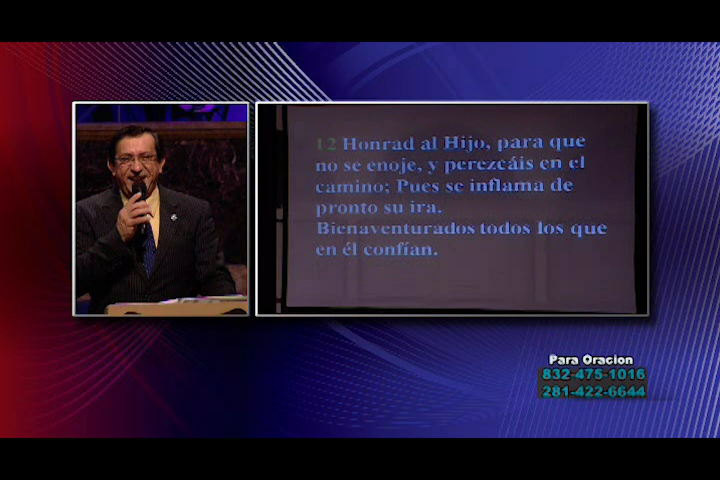 12 Honrad al Hijo, para que
no se enoje, y perezcáis en el
camino; Pues se inflama de
pronto su ira.
Bienaventurados todos los que
en él confían.
Para Oracion
832-475-1016
281-422-6644